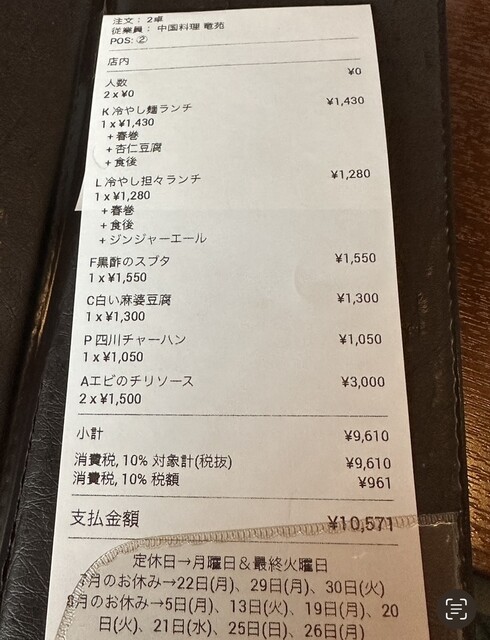 注文： 2卓
従業員： 中国料理 竜苑
POS: ②
店内
人数 ¥0
2 x ¥0
K 冷やし麺ランチ ¥1,430
1 x ¥1,430
+ 春巻
+ 杏仁豆腐
+ 食後
L 冷やし担々ランチ ¥1,280
1 x ¥1,280
+ 春巻
+ 食後
+ ジンジャーエール
F黒酢のスブタ ¥1,550
1 x ¥1,550
C白い麻婆豆腐 ¥1,300
1 x ¥1,300
P 四川チャーハン ¥1,050
1 x ¥1,050
Aエビのチリソース ¥3,000
2 x ¥1,500
小計 ¥9,610
消費税, 10% 対象計(税抜) ¥9,610
消費税, 10% 税額 ¥961
支払金額 ¥10,571
定休日→月曜日＆最終火曜日
7月のお休み→22日(月)、29日(月)、30日(火)
8月のお休み→5日(月)、13日(火)、19日(月)、20
日(火)、21日(水)、25日(日)、26日(月)